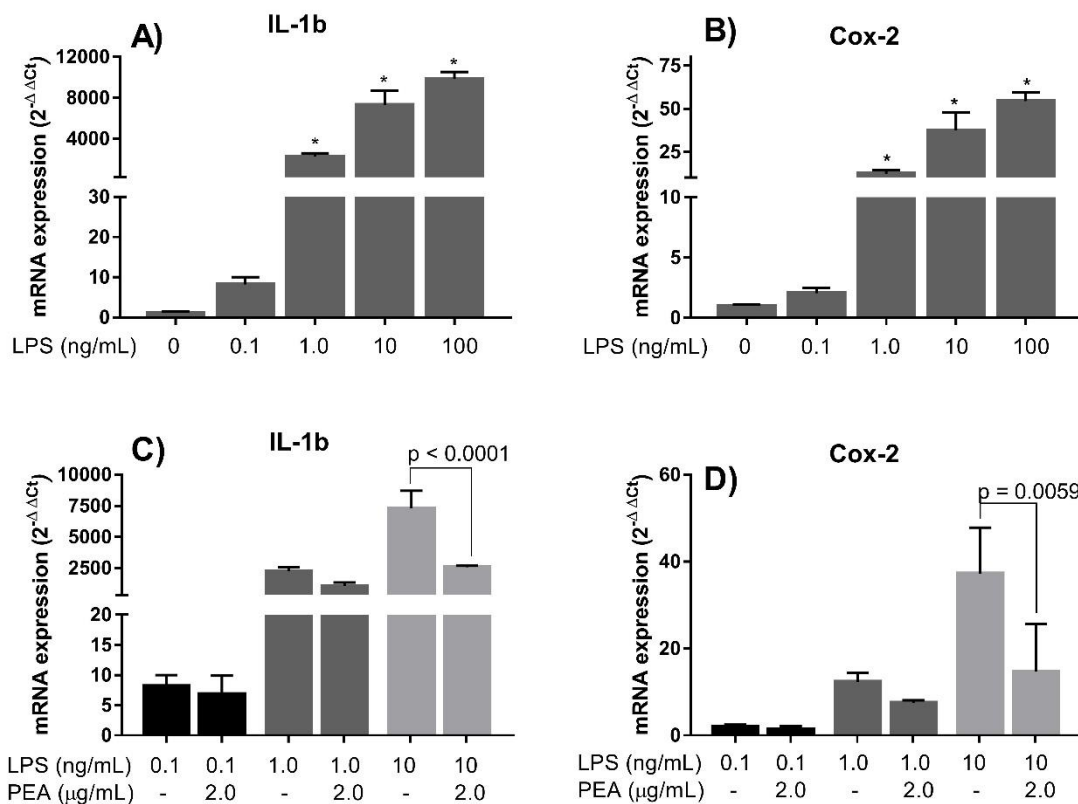 A)
IL-1b
mRNA expression (2^-ΔΔCt)
12000
8000
4000
30
20
10
0
* * *
LPS (ng/mL) 0 0.1 1.0 10 100
B)
Cox-2
mRNA expression (2^-ΔΔCt)
75
50
25
10
5
2
0
* * *
LPS (ng/mL) 0 0.1 1.0 10 100
C)
IL-1b
p < 0.0001
mRNA expression (2^-ΔΔCt)
10000
7500
5000
2500
20
15
10
5
0
LPS (ng/mL) 0.1 0.1 1.0 1.0 10 10
PEA (μg/mL) - 2.0 - 2.0 - 2.0
D)
Cox-2
p = 0.0059
mRNA expression (2^-ΔΔCt)
60
40
20
0
LPS (ng/mL) 0.1 0.1 1.0 1.0 10 10
PEA (μg/mL) - 2.0 - 2.0 - 2.0